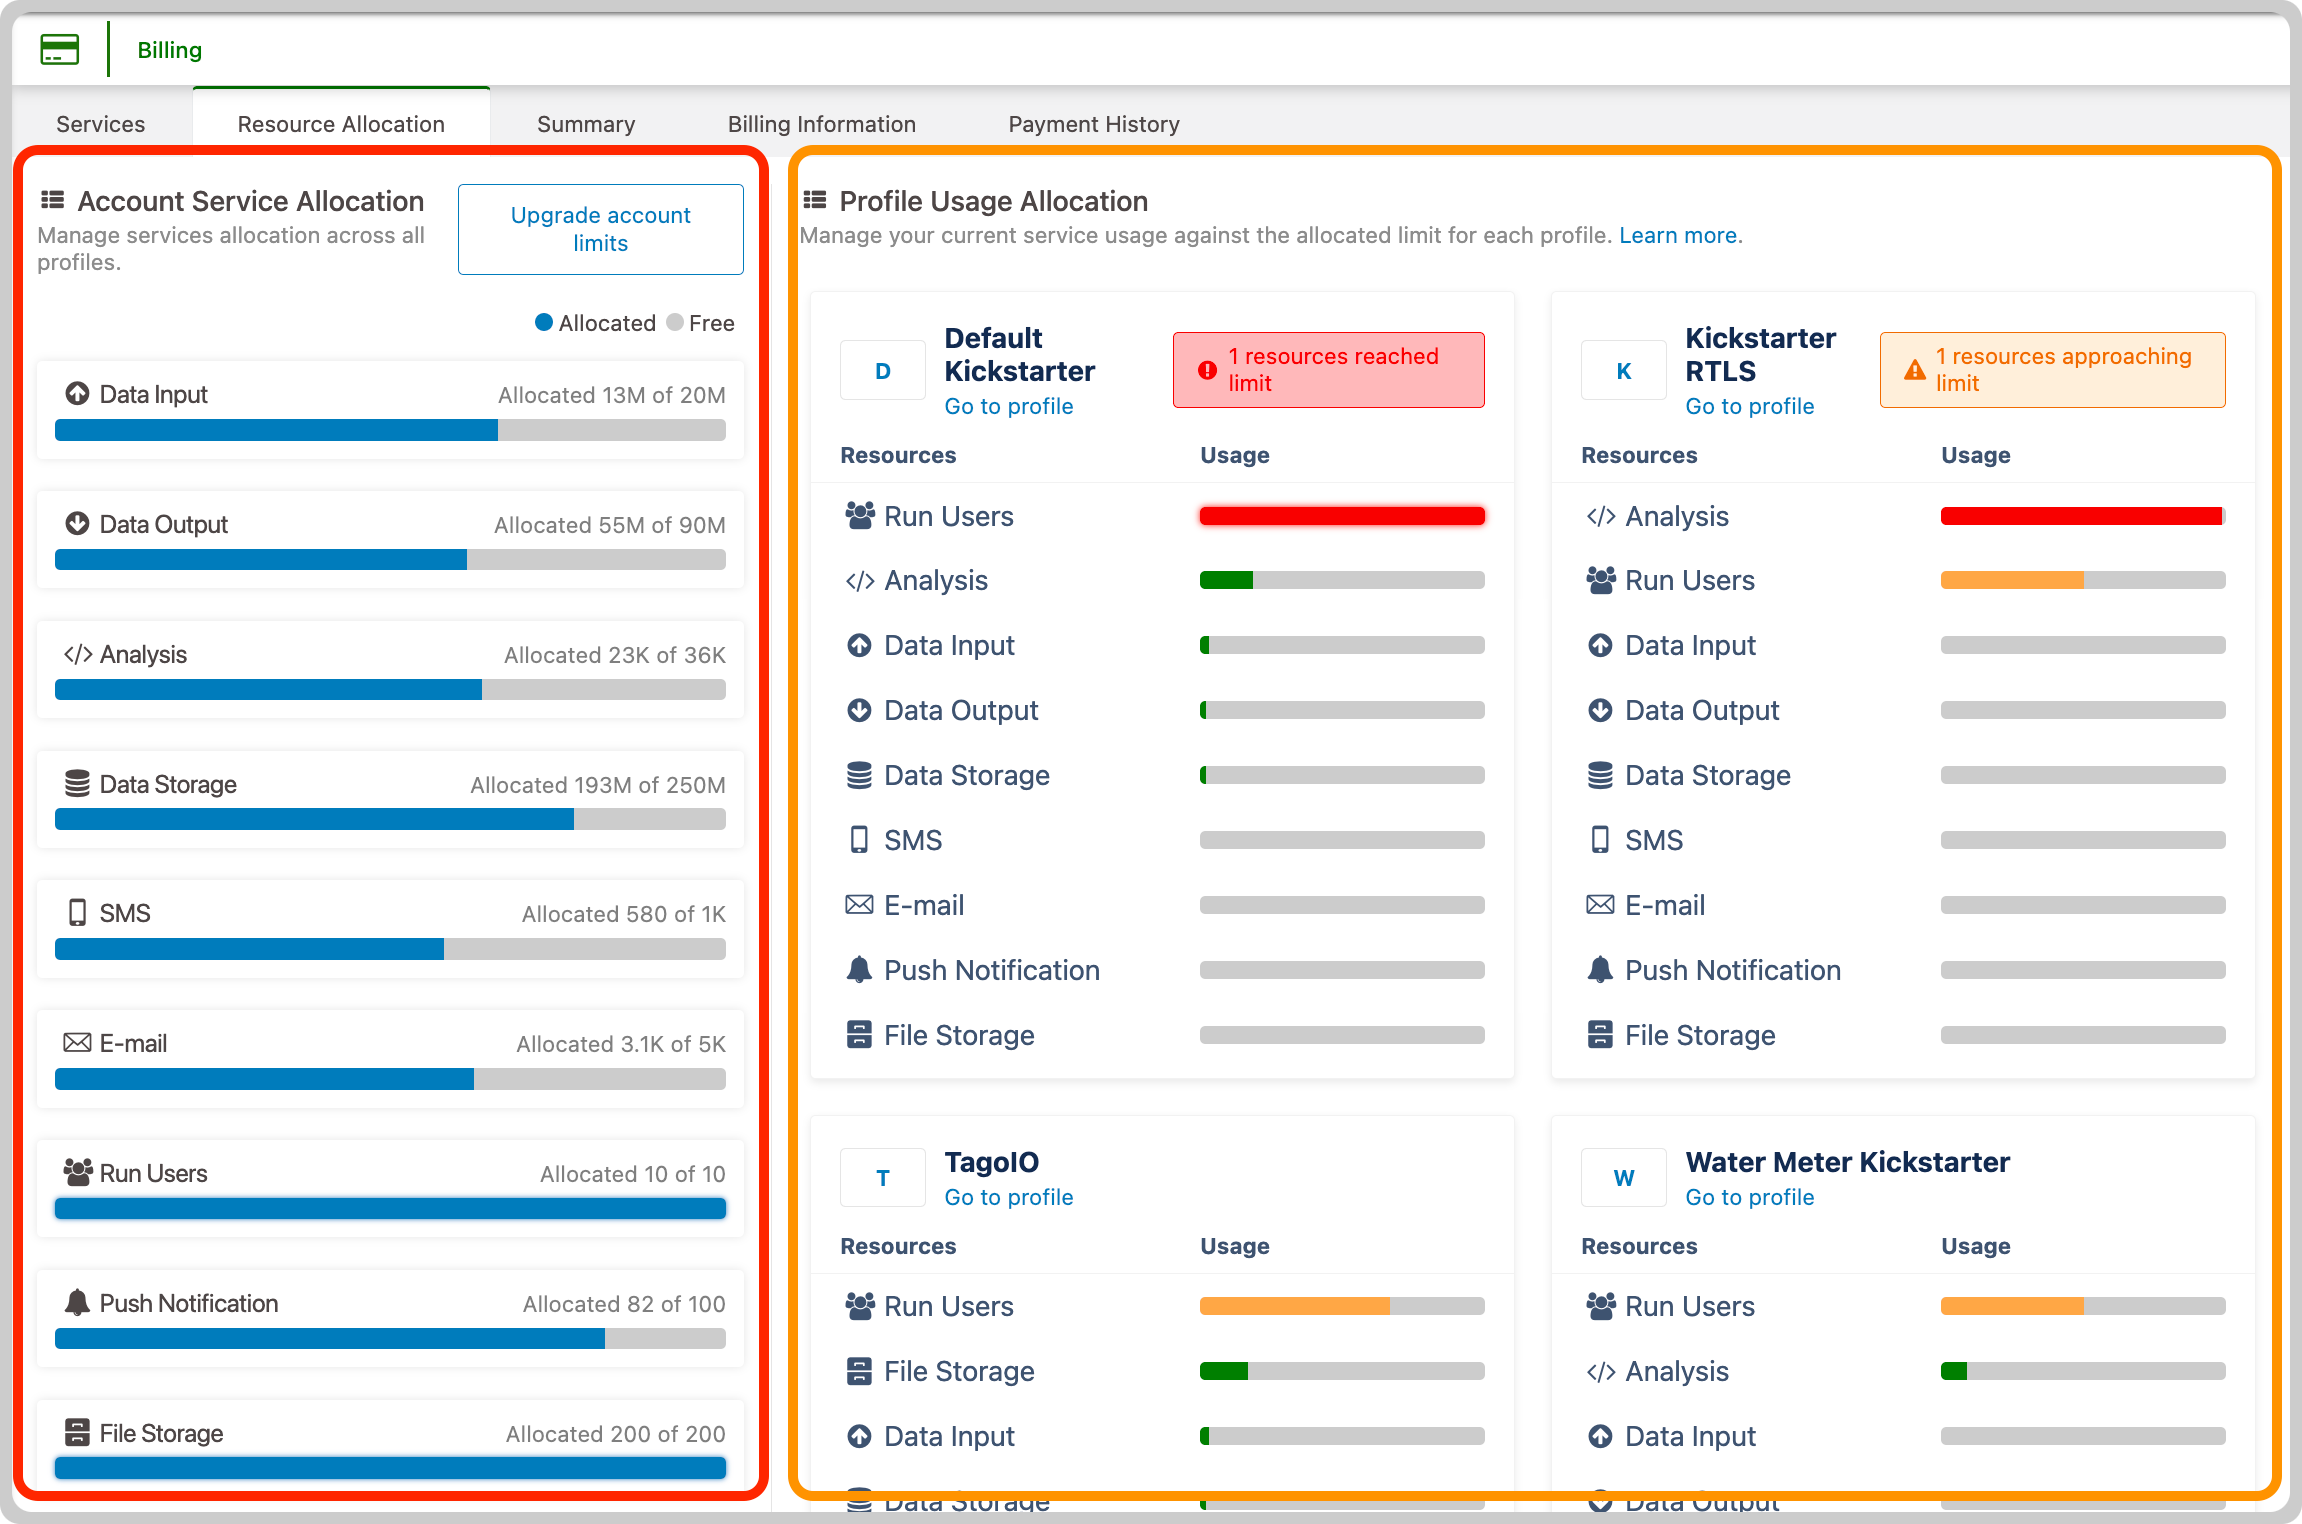 Billing
Services
Resource Allocation
Summary
Billing Information
Payment History
Account Service Allocation
Manage services allocation across all
profiles.
Upgrade account
limits
Allocated
Free
Data Input
Allocated 13M of 20M
Data Output
Allocated 55M of 90M
Analysis
Allocated 23K of 36K
Data Storage
Allocated 193M of 250M
SMS
Allocated 580 of 1K
E-mail
Allocated 3.1K of 5K
Run Users
Allocated 10 of 10
Push Notification
Allocated 82 of 100
File Storage
Allocated 200 of 200
Profile Usage Allocation
Manage your current service usage against the allocated limit for each profile. Learn more.
D
Default
Kickstarter
Go to profile
1 resources reached
limit
Resources
Usage
Run Users
Analysis
Data Input
Data Output
Data Storage
SMS
E-mail
Push Notification
File Storage
K
Kickstarter
RTLS
Go to profile
1 resources approaching
limit
Resources
Usage
Analysis
Run Users
Data Input
Data Output
Data Storage
SMS
E-mail
Push Notification
File Storage
T
TagoIO
Go to profile
Resources
Usage
Run Users
File Storage
Data Input
Data Storage
W
Water Meter Kickstarter
Go to profile
Resources
Usage
Run Users
Analysis
Data Input
Data Output